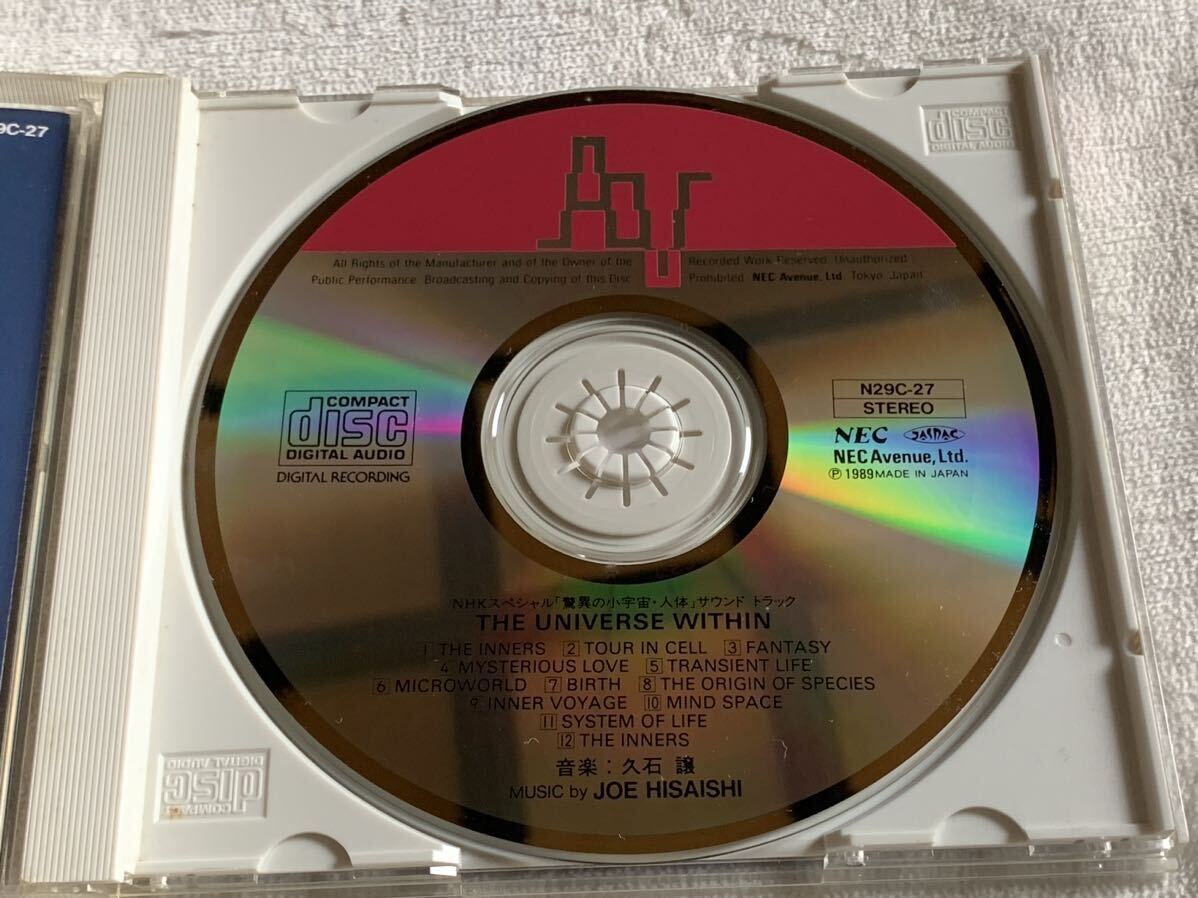 9C-27
COMPACT
disc
DIGITAL AUDIO
AV
All Rights of the Manufacturer and of the Owner of the Recorded Work Reserved. Unauthorized
Public Performance Broadcasting and Copying of this Disc Prohibited. NEC Avenue, Ltd. Tokyo Japan
COMPACT
disc
DIGITAL AUDIO
DIGITAL RECORDING
N29C-27
STEREO
NEC JASRAC
NEC Avenue, Ltd.
Ⓟ 1989 MADE IN JAPAN
NHKスペシャル「驚異の小宇宙・人体」サウンド トラック
THE UNIVERSE WITHIN
1 THE INNERS 2 TOUR IN CELL 3 FANTASY
4 MYSTERIOUS LOVE 5 TRANSIENT LIFE
6 MICROWORLD 7 BIRTH 8 THE ORIGIN OF SPECIES
9 INNER VOYAGE 10 MIND SPACE
11 SYSTEM OF LIFE
12 THE INNERS
音楽：久石 譲
MUSIC by JOE HISAISHI
COMPACT
disc
DIGITAL AUDIO